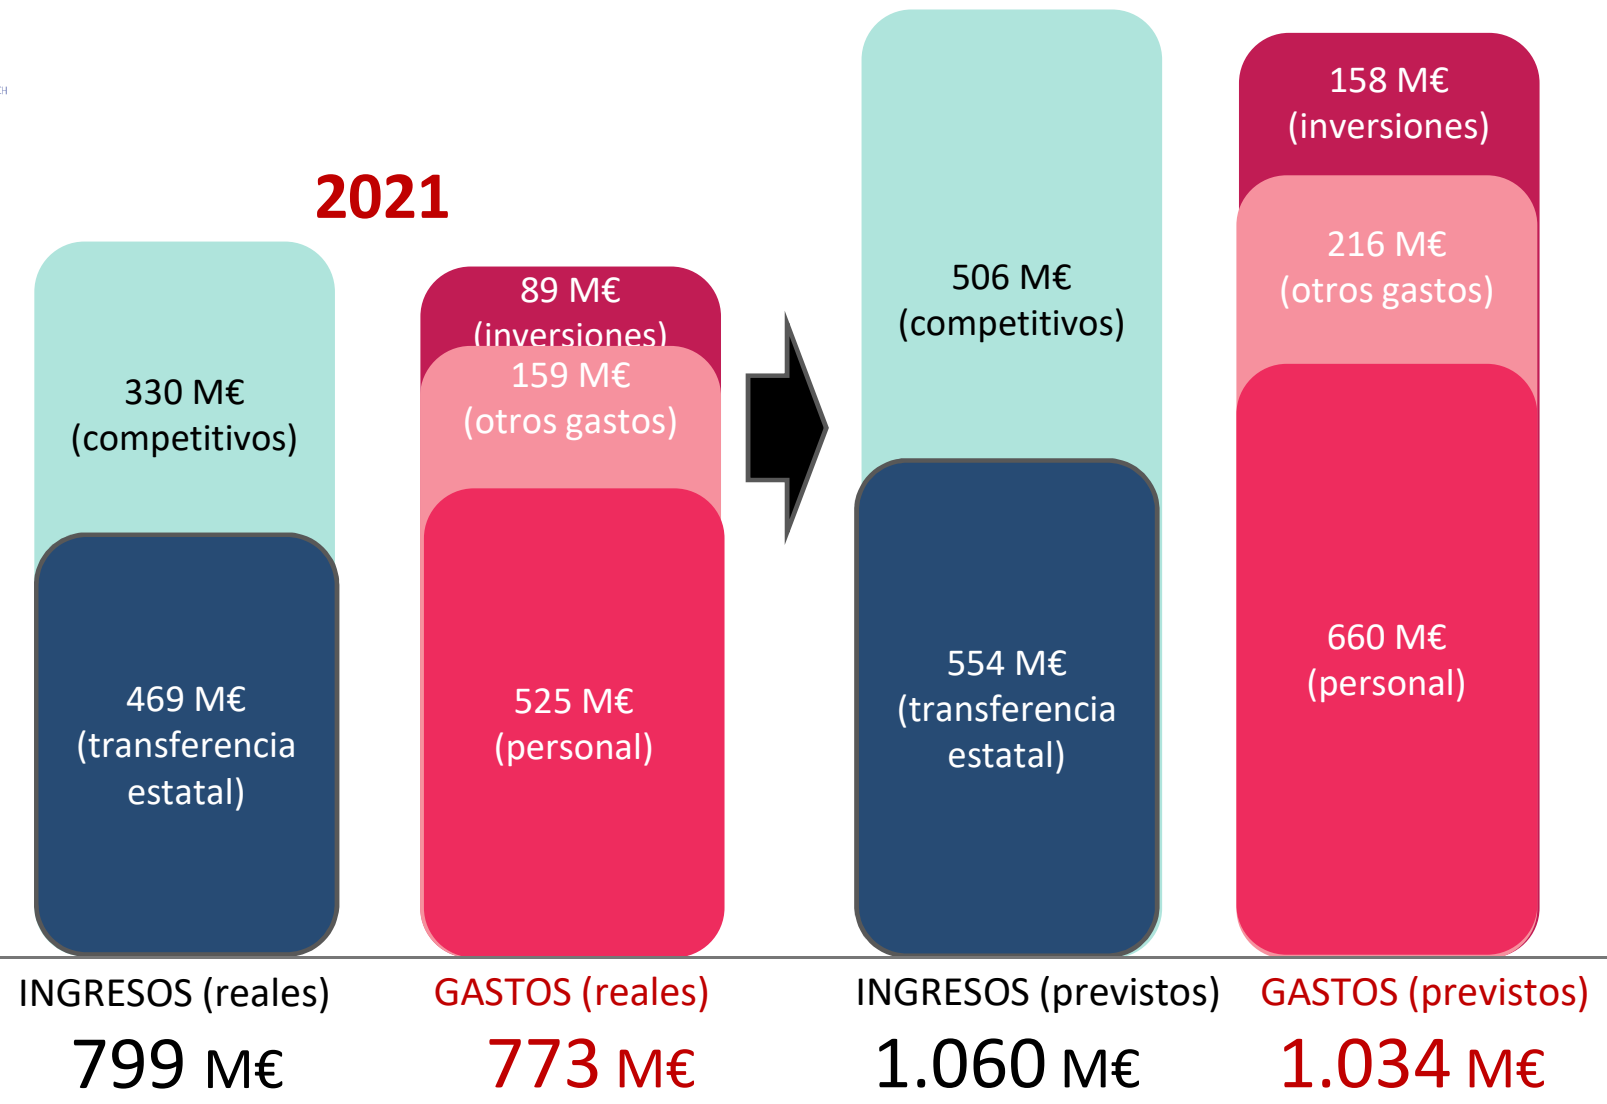 2021
330 M€
(competitivos)
469 M€
(transferencia
estatal)
89 M€
(inversiones)
159 M€
(otros gastos)
525 M€
(personal)
506 M€
(competitivos)
554 M€
(transferencia
estatal)
158 M€
(inversiones)
216 M€
(otros gastos)
660 M€
(personal)
INGRESOS (reales)
799 M€
GASTOS (reales)
773 M€
INGRESOS (previstos)
1.060 M€
GASTOS (previstos)
1.034 M€